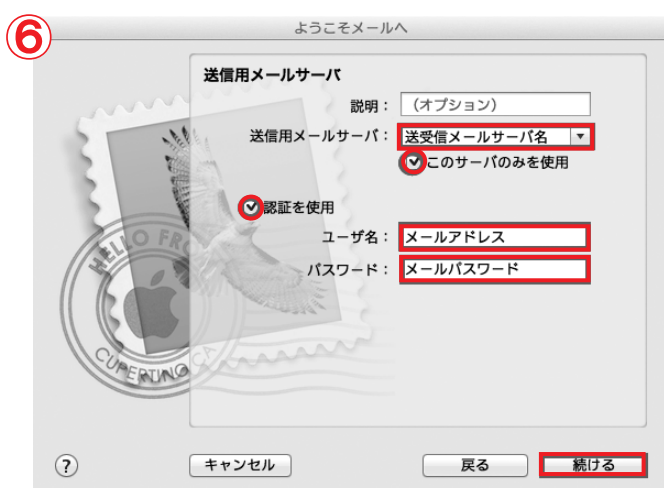 ⑥
ようこそメールへ
送信用メールサーバ
説明： （オプション）
送信用メールサーバ： 送受信メールサーバ名
このサーバのみを使用
認証を使用
ユーザ名： メールアドレス
パスワード： メールパスワード
HELLO FROM
CUPERTINO CA
? キャンセル 戻る 続ける